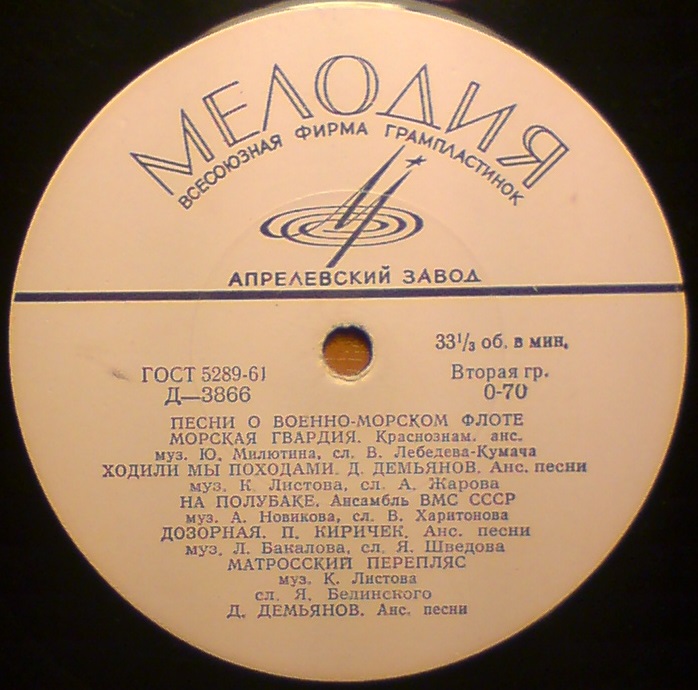 МЕЛОДИЯ
ВСЕСОЮЗНАЯ ФИРМА ГРАМПЛАСТИНОК
АПРЕЛЕВСКИЙ ЗАВОД
33⅓ об. в мин.
ГОСТ 5289-61
Вторая гр.
Д—3866
0-70
ПЕСНИ О ВОЕННО-МОРСКОМ ФЛОТЕ
МОРСКАЯ ГВАРДИЯ. Краснознам. анс.
муз. Ю. Милютина, сл. В. Лебедева-Кумача
ХОДИЛИ МЫ ПОХОДАМИ. Д. ДЕМЬЯНОВ. Анс. песни
муз. К. Листова, сл. А. Жарова
НА ПОЛУБАКЕ. Ансамбль ВМС СССР
муз. А. Новикова, сл. В. Харитонова
ДОЗОРНАЯ. П. КИРИЧЕК. Анс. песни
муз. Л. Бакалова, сл. Я. Шведова
МАТРОССКИЙ ПЕРЕПЛЯС
муз. К. Листова
сл. Я. Белинского
Д. ДЕМЬЯНОВ. Анс. песни